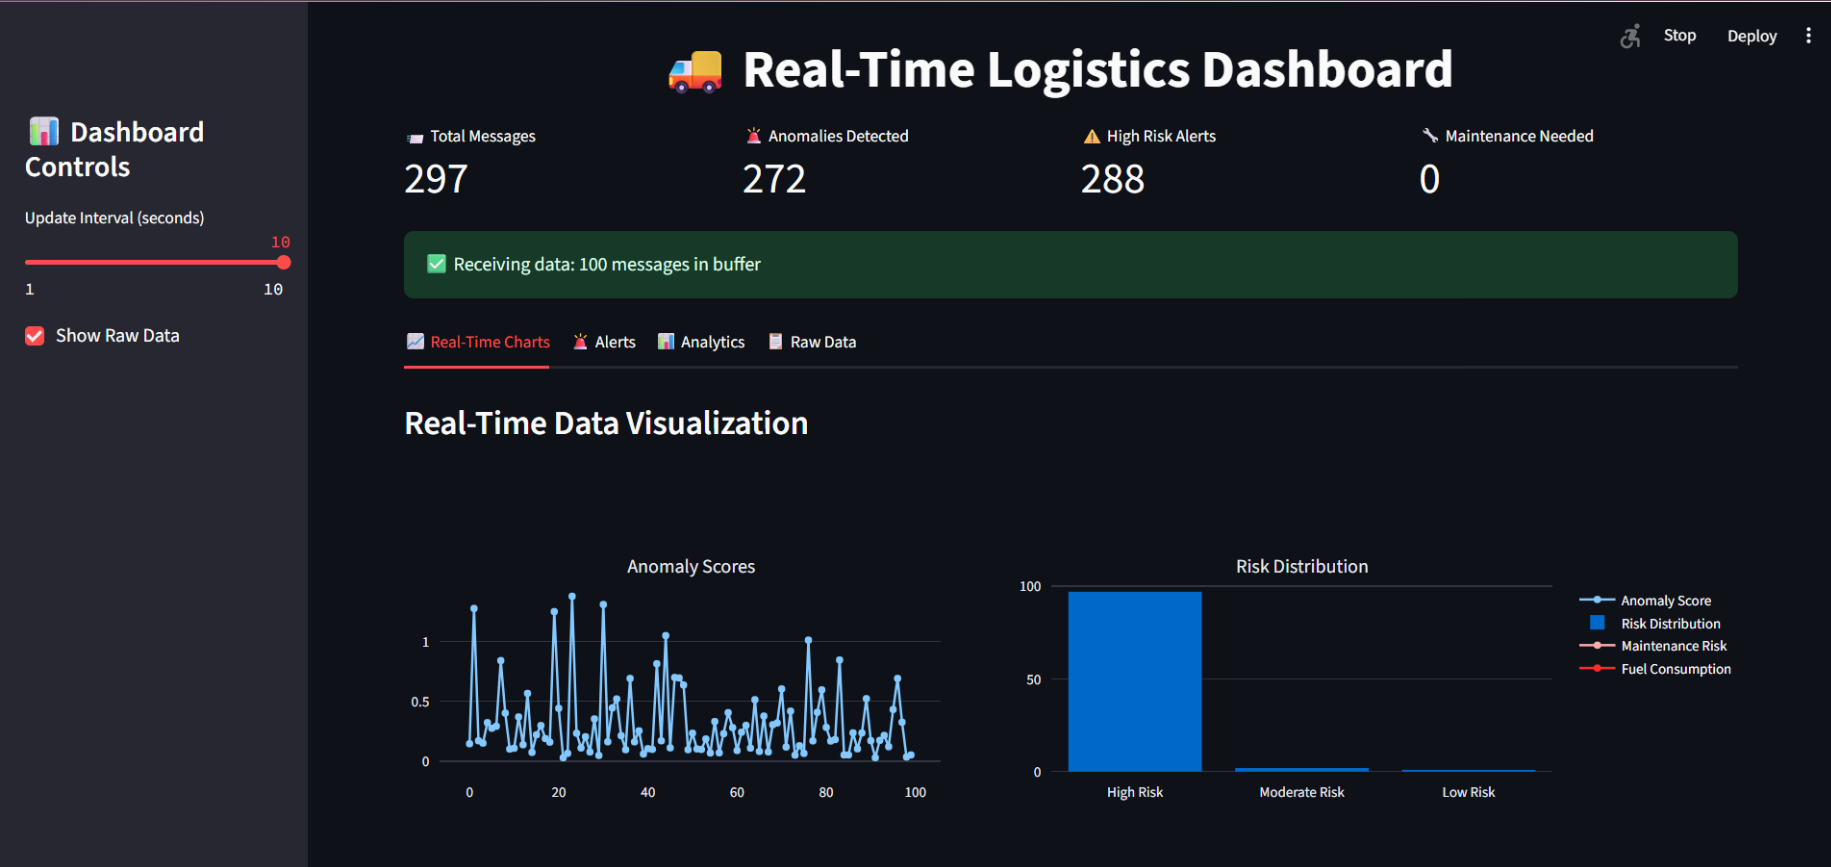 Stop
Deploy
Real-Time Logistics Dashboard
Dashboard
Controls
Update Interval (seconds)
10
1
10
Show Raw Data
Total Messages
297
Anomalies Detected
272
High Risk Alerts
288
Maintenance Needed
0
Receiving data: 100 messages in buffer
Real-Time Charts
Alerts
Analytics
Raw Data
Real-Time Data Visualization
Anomaly Scores
1
0.5
0
0
20
40
60
80
100
Risk Distribution
100
50
0
High Risk
Moderate Risk
Low Risk
Anomaly Score
Risk Distribution
Maintenance Risk
Fuel Consumption